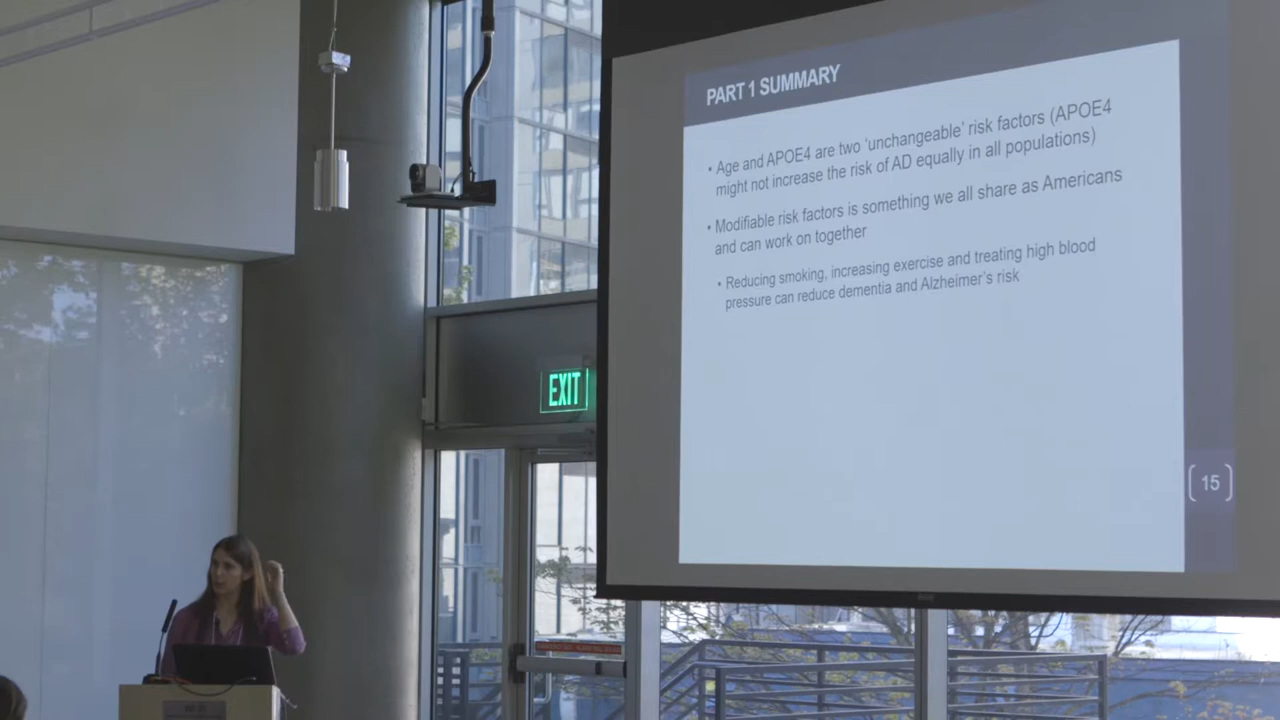 PART 1 SUMMARY
• Age and APOE4 are two ‘unchangeable’ risk factors (APOE4
might not increase the risk of AD equally in all populations)
• Modifiable risk factors is something we all share as Americans
and can work on together
• Reducing smoking, increasing exercise and treating high blood
pressure can reduce dementia and Alzheimer’s risk
EXIT
15